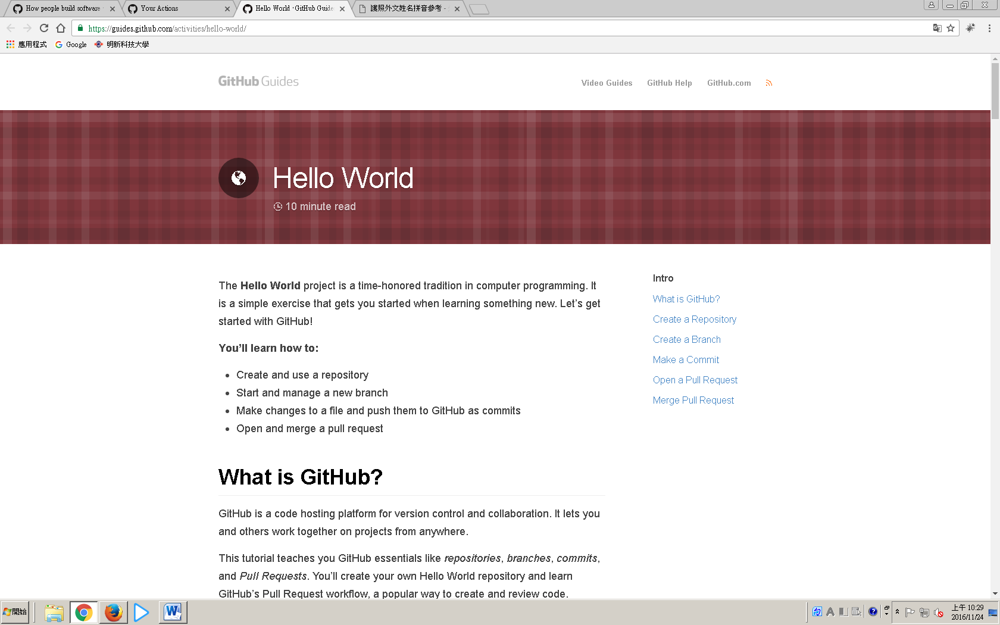 How people build software
Your Actions
Hello World · GitHub Guide
護照外文姓名拼音參考 -
https://guides.github.com/activities/hello-world/
應用程式
Google
明新科技大學
GitHub Guides
Video Guides
GitHub Help
GitHub.com
Hello World
10 minute read
The Hello World project is a time-honored tradition in computer programming. It
is a simple exercise that gets you started when learning something new. Let’s get
started with GitHub!
You’ll learn how to:
• Create and use a repository
• Start and manage a new branch
• Make changes to a file and push them to GitHub as commits
• Open and merge a pull request
What is GitHub?
GitHub is a code hosting platform for version control and collaboration. It lets you
and others work together on projects from anywhere.
This tutorial teaches you GitHub essentials like repositories, branches, commits,
and Pull Requests. You’ll create your own Hello World repository and learn
GitHub’s Pull Request workflow, a popular way to create and review code.
Intro
What is GitHub?
Create a Repository
Create a Branch
Make a Commit
Open a Pull Request
Merge Pull Request
開始
上午 10:29
2016/11/24